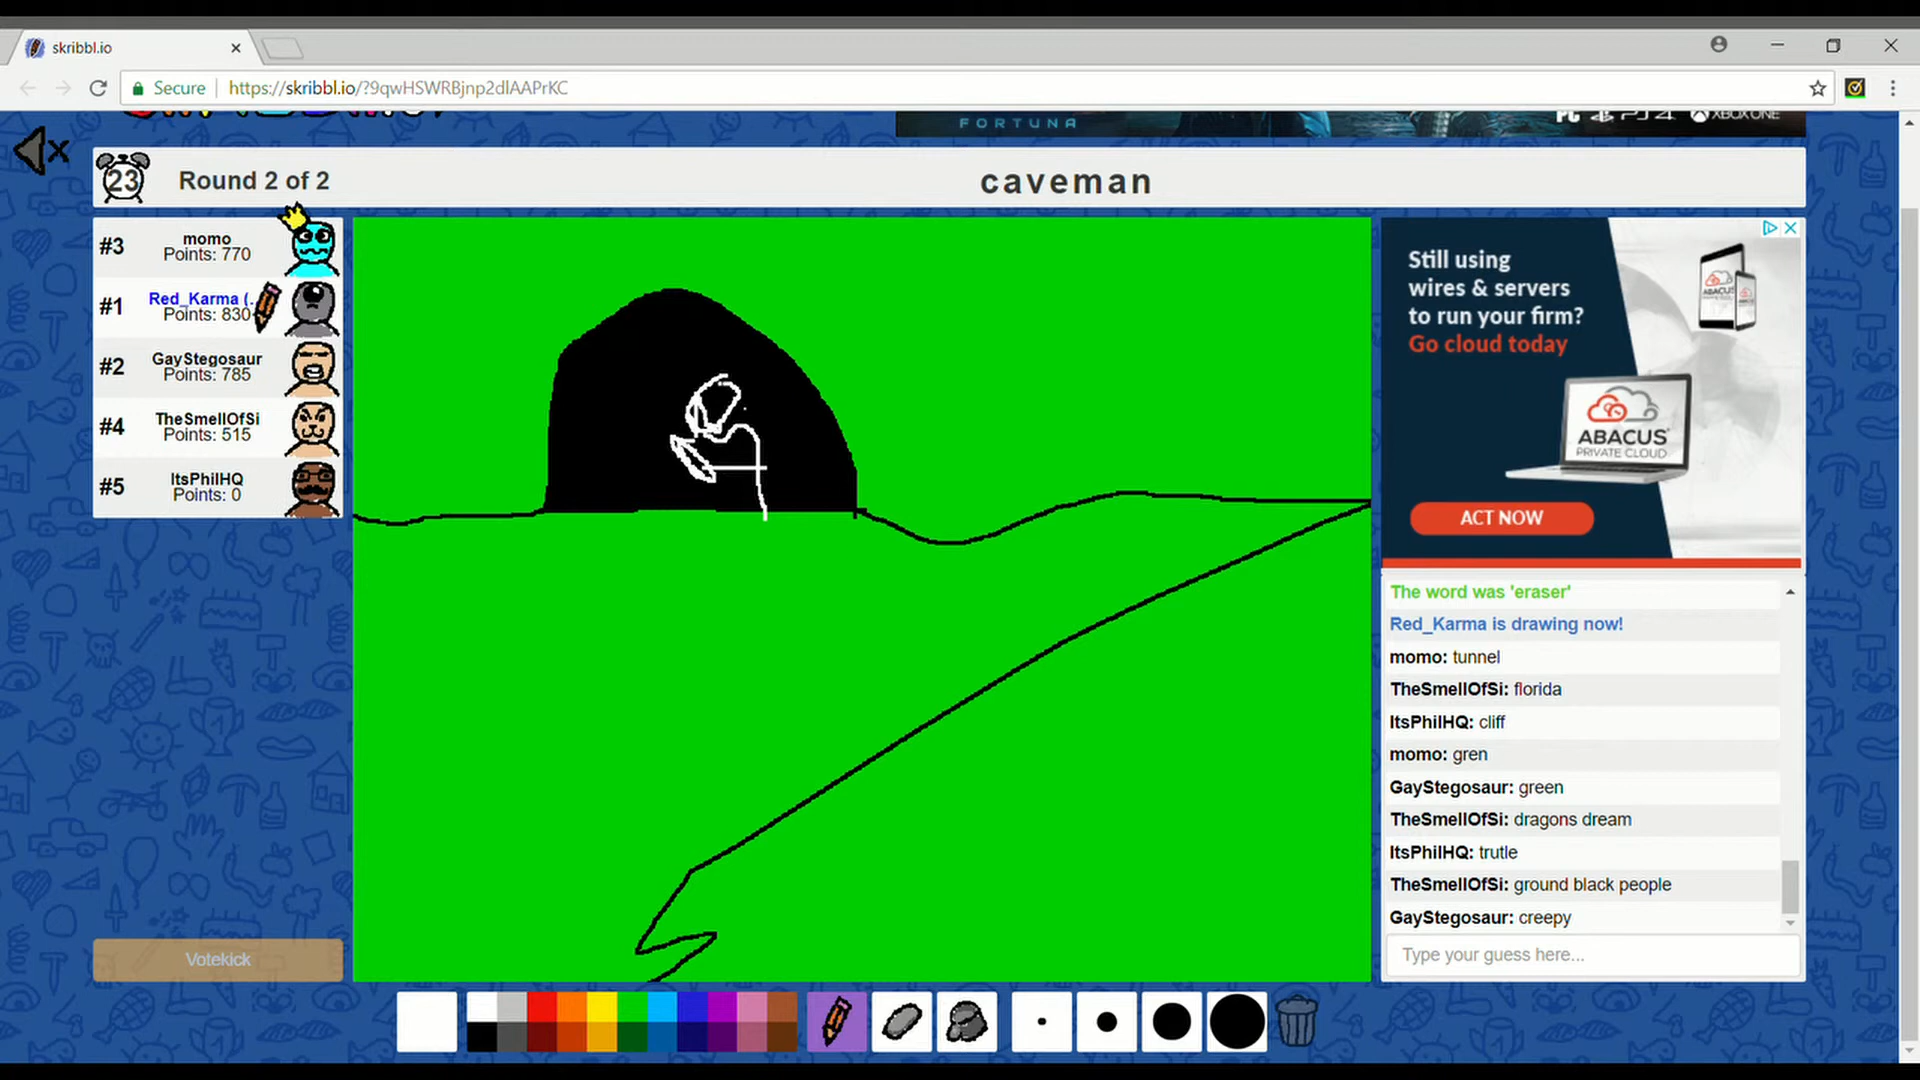 skribbl.io
Secure
https://skribbl.io/?9qwHSWRBjnp2dlAAPrKC
FORTUNA
PC PS4 XBOX ONE
23
Round 2 of 2
caveman
#3
momo
Points: 770
#1
Red_Karma (.
Points: 830
#2
GayStegosaur
Points: 785
#4
TheSmellOfSi
Points: 515
#5
ItsPhilHQ
Points: 0
Votekick
Still using
wires & servers
to run your firm?
Go cloud today
ABACUS
PRIVATE CLOUD
ACT NOW
The word was 'eraser'
Red_Karma is drawing now!
momo: tunnel
TheSmellOfSi: florida
ItsPhilHQ: cliff
momo: gren
GayStegosaur: green
TheSmellOfSi: dragons dream
ItsPhilHQ: trutle
TheSmellOfSi: ground black people
GayStegosaur: creepy
Type your guess here...